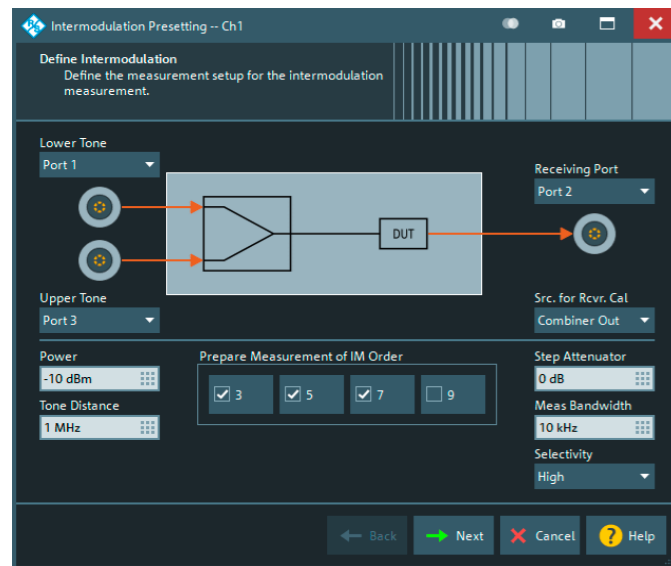 Intermodulation Presetting -- Ch1
Define Intermodulation
Define the measurement setup for the intermodulation
measurement.
Lower Tone
Port 1
Receiving Port
Port 2
DUT
Upper Tone
Port 3
Src. for Rcvr. Cal
Combiner Out
Power
-10 dBm
Prepare Measurement of IM Order
3
5
7
9
Step Attenuator
0 dB
Tone Distance
1 MHz
Meas Bandwidth
10 kHz
Selectivity
High
Back
Next
Cancel
? Help